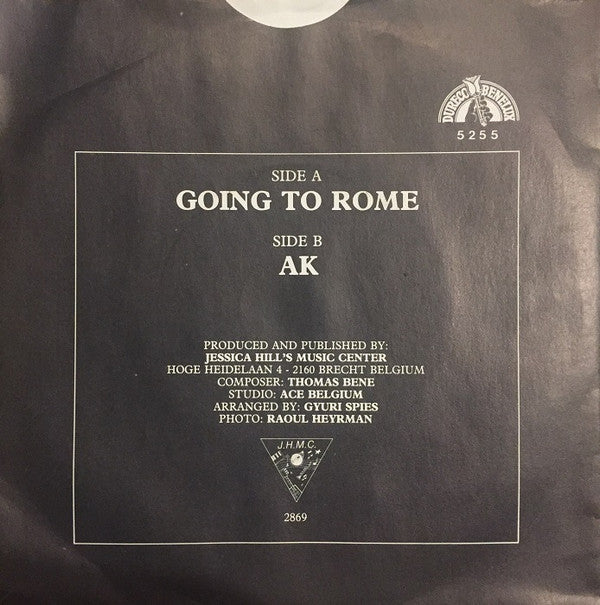 DURECO BENELUX
5255
SIDE A
GOING TO ROME
SIDE B
AK
PRODUCED AND PUBLISHED BY:
JESSICA HILL'S MUSIC CENTER
HOGE HEIDELAAN 4 - 2160 BRECHT BELGIUM
COMPOSER: THOMAS BENE
STUDIO: ACE BELGIUM
ARRANGED BY: GYURI SPIES
PHOTO: RAOUL HEYRMAN
J.H.M.C.
2869